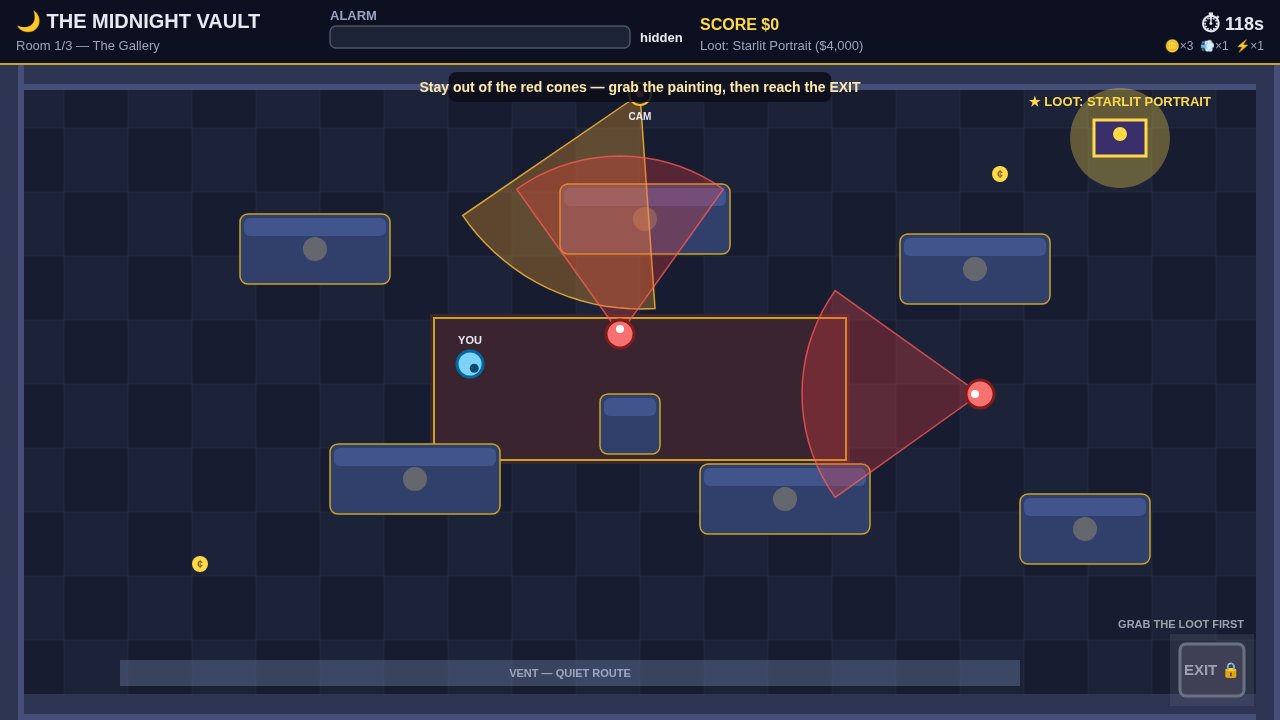 🌙 THE MIDNIGHT VAULT
Room 1/3 — The Gallery
ALARM
hidden
SCORE $0
Loot: Starlit Portrait ($4,000)
⏱ 118s
🪙×3 💨×1 ⚡×1
Stay out of the red cones — grab the painting, then reach the EXIT
CAM
★ LOOT: STARLIT PORTRAIT
¢
YOU
¢
GRAB THE LOOT FIRST
VENT — QUIET ROUTE
EXIT 🔒